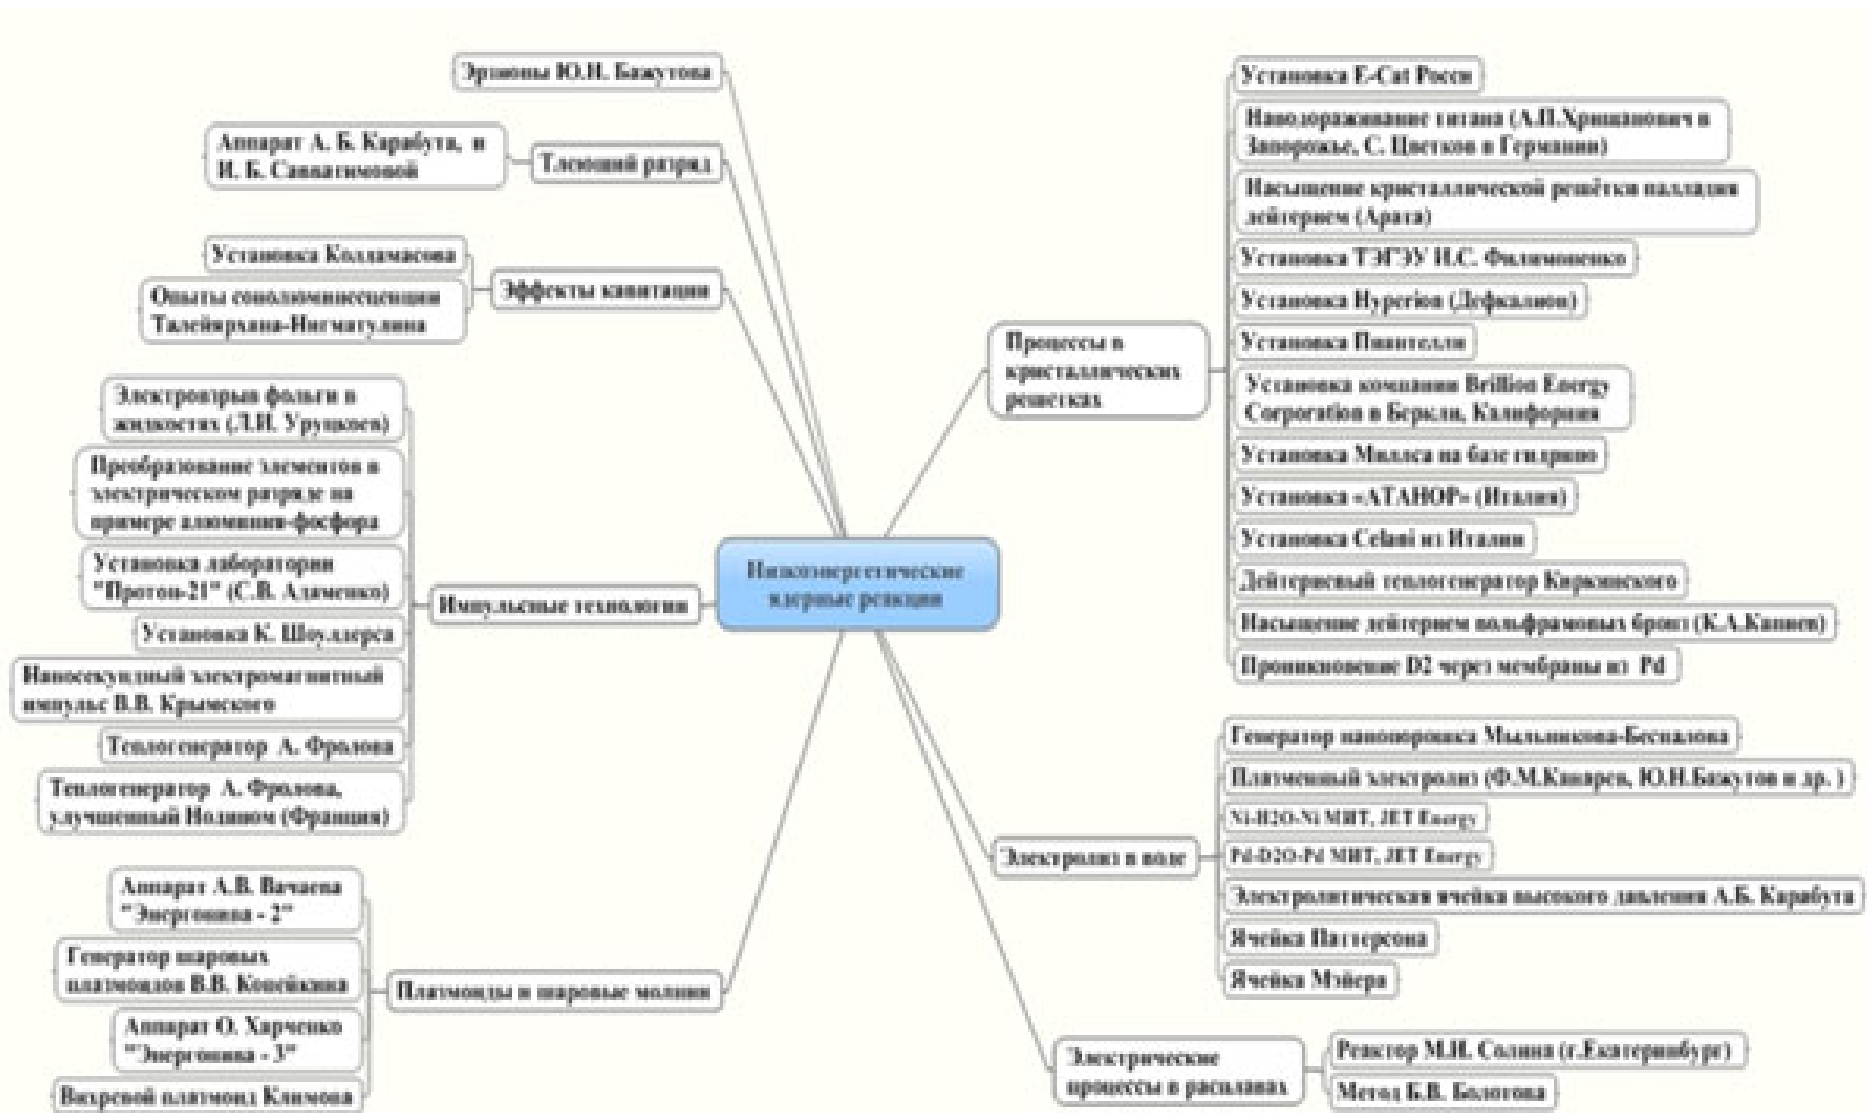 Эрзионы Ю.Н. Бажутова
Аппарат А. Б. Карабута, и
И. Б. Савватимовой
Тлеющий разряд
Установка Колдамасова
Опыты сонолюминесценции
Талейархана-Нигматулина
Эффекты кавитации
Электровзрыв фольги в
жидкостях (Л.И. Уруцкоев)
Преобразование элементов в
электрическом разряде на
примере алюминия-фосфора
Установка лаборатории
"Протон-21" (С.В. Адаменко)
Установка К. Шоулдерса
Наносекундный электромагнитный
импульс В.В. Крымского
Теплогенератор А. Фролова
Теплогенератор А. Фролова,
улучшенный Нодином (Франция)
Импульсные технологии
Аппарат А.В. Вачаева
"Энергонива - 2"
Генератор шаровых
плазмоидов В.В. Копейкина
Аппарат О. Харченко
"Энергонива - 3"
Вихревой плазмоид Климова
Плазмоиды и шаровые молнии
Низкоэнергетические
ядерные реакции
Процессы в
кристаллических
решетках
Установка E-Cat Росси
Наводораживание титана (А.П.Хрищанович в
Запорожье, С. Цветков в Германии)
Насыщение кристаллической решётки палладия
дейтерием (Арата)
Установка ТЭГЭУ И.С. Филимоненко
Установка Hyperion (Дефкалион)
Установка Пиантелли
Установка компании Brillion Energy
Corporation в Беркли, Калифорния
Установка Миллса на базе гидрино
Установка «АТАНОР» (Италия)
Установка Celani из Италии
Дейтериевый теплогенератор Киркинского
Насыщение дейтерием вольфрамовых бронз (К.А.Калиев)
Проникновение D2 через мембраны из Pd
Электролиз в воде
Генератор нанопорошка Мыльникова-Беспалова
Плазменный электролиз (Ф.М.Канарев, Ю.Н.Бажутов и др. )
Ni-H2O-Ni МИТ, JET Energy
Pd-D2O-Pd МИТ, JET Energy
Электролитическая ячейка высокого давления А.Б. Карабута
Ячейка Паттерсона
Ячейка Мэйера
Электрические
процессы в расплавах
Реактор М.И. Солина (г.Екатеринбург)
Метод Б.В. Болотова